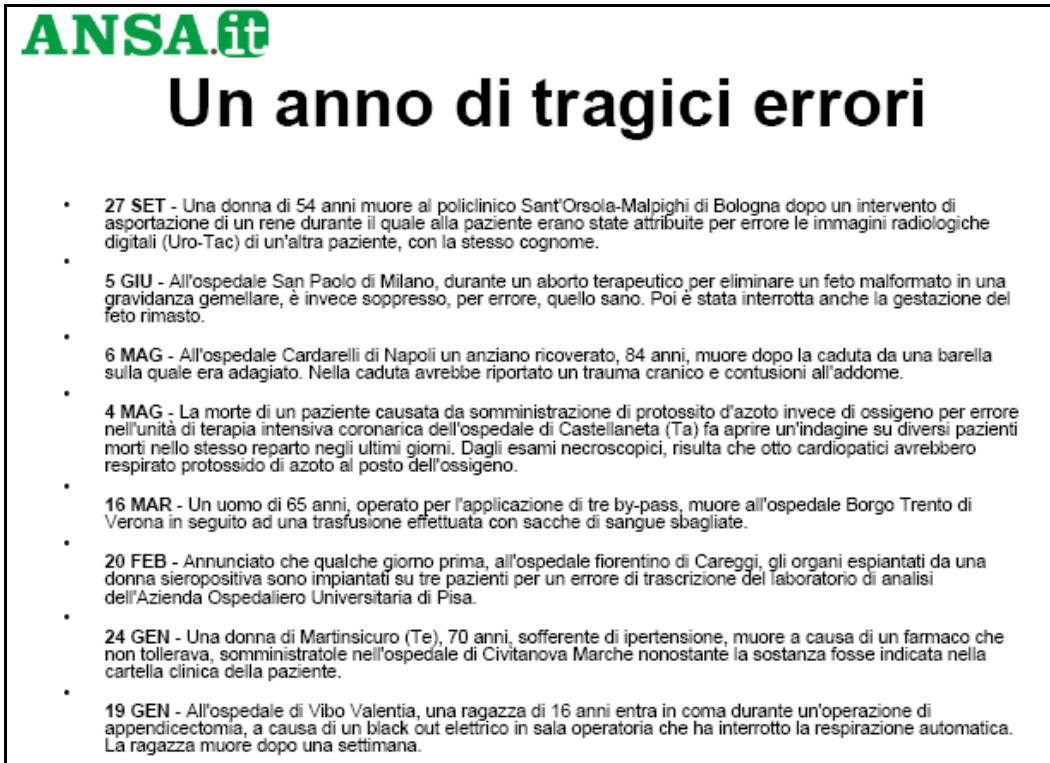 ANSA.it
Un anno di tragici errori
• 27 SET - Una donna di 54 anni muore al policlinico Sant'Orsola-Malpighi di Bologna dopo un intervento di
asportazione di un rene durante il quale alla paziente erano state attribuite per errore le immagini radiologiche
digitali (Uro-Tac) di un'altra paziente, con la stesso cognome.
•
5 GIU - All'ospedale San Paolo di Milano, durante un aborto terapeutico per eliminare un feto malformato in una
gravidanza gemellare, è invece soppresso, per errore, quello sano. Poi è stata interrotta anche la gestazione del
feto rimasto.
•
6 MAG - All'ospedale Cardarelli di Napoli un anziano ricoverato, 84 anni, muore dopo la caduta da una barella
sulla quale era adagiato. Nella caduta avrebbe riportato un trauma cranico e contusioni all'addome.
•
4 MAG - La morte di un paziente causata da somministrazione di protossito d'azoto invece di ossigeno per errore
nell'unità di terapia intensiva coronarica dell'ospedale di Castellaneta (Ta) fa aprire un'indagine su diversi pazienti
morti nello stesso reparto negli ultimi giorni. Dagli esami necroscopici, risulta che otto cardiopatici avrebbero
respirato protossido di azoto al posto dell'ossigeno.
•
16 MAR - Un uomo di 65 anni, operato per l'applicazione di tre by-pass, muore all'ospedale Borgo Trento di
Verona in seguito ad una trasfusione effettuata con sacche di sangue sbagliate.
•
20 FEB - Annunciato che qualche giorno prima, all'ospedale fiorentino di Careggi, gli organi espiantati da una
donna sieropositiva sono impiantati su tre pazienti per un errore di trascrizione del laboratorio di analisi
dell'Azienda Ospedaliero Universitaria di Pisa.
•
24 GEN - Una donna di Martinsicuro (Te), 70 anni, sofferente di ipertensione, muore a causa di un farmaco che
non tollerava, somministratole nell'ospedale di Civitanova Marche nonostante la sostanza fosse indicata nella
cartella clinica della paziente.
•
19 GEN - All'ospedale di Vibo Valentia, una ragazza di 16 anni entra in coma durante un'operazione di
appendicectomia, a causa di un black out elettrico in sala operatoria che ha interrotto la respirazione automatica.
La ragazza muore dopo una settimana.